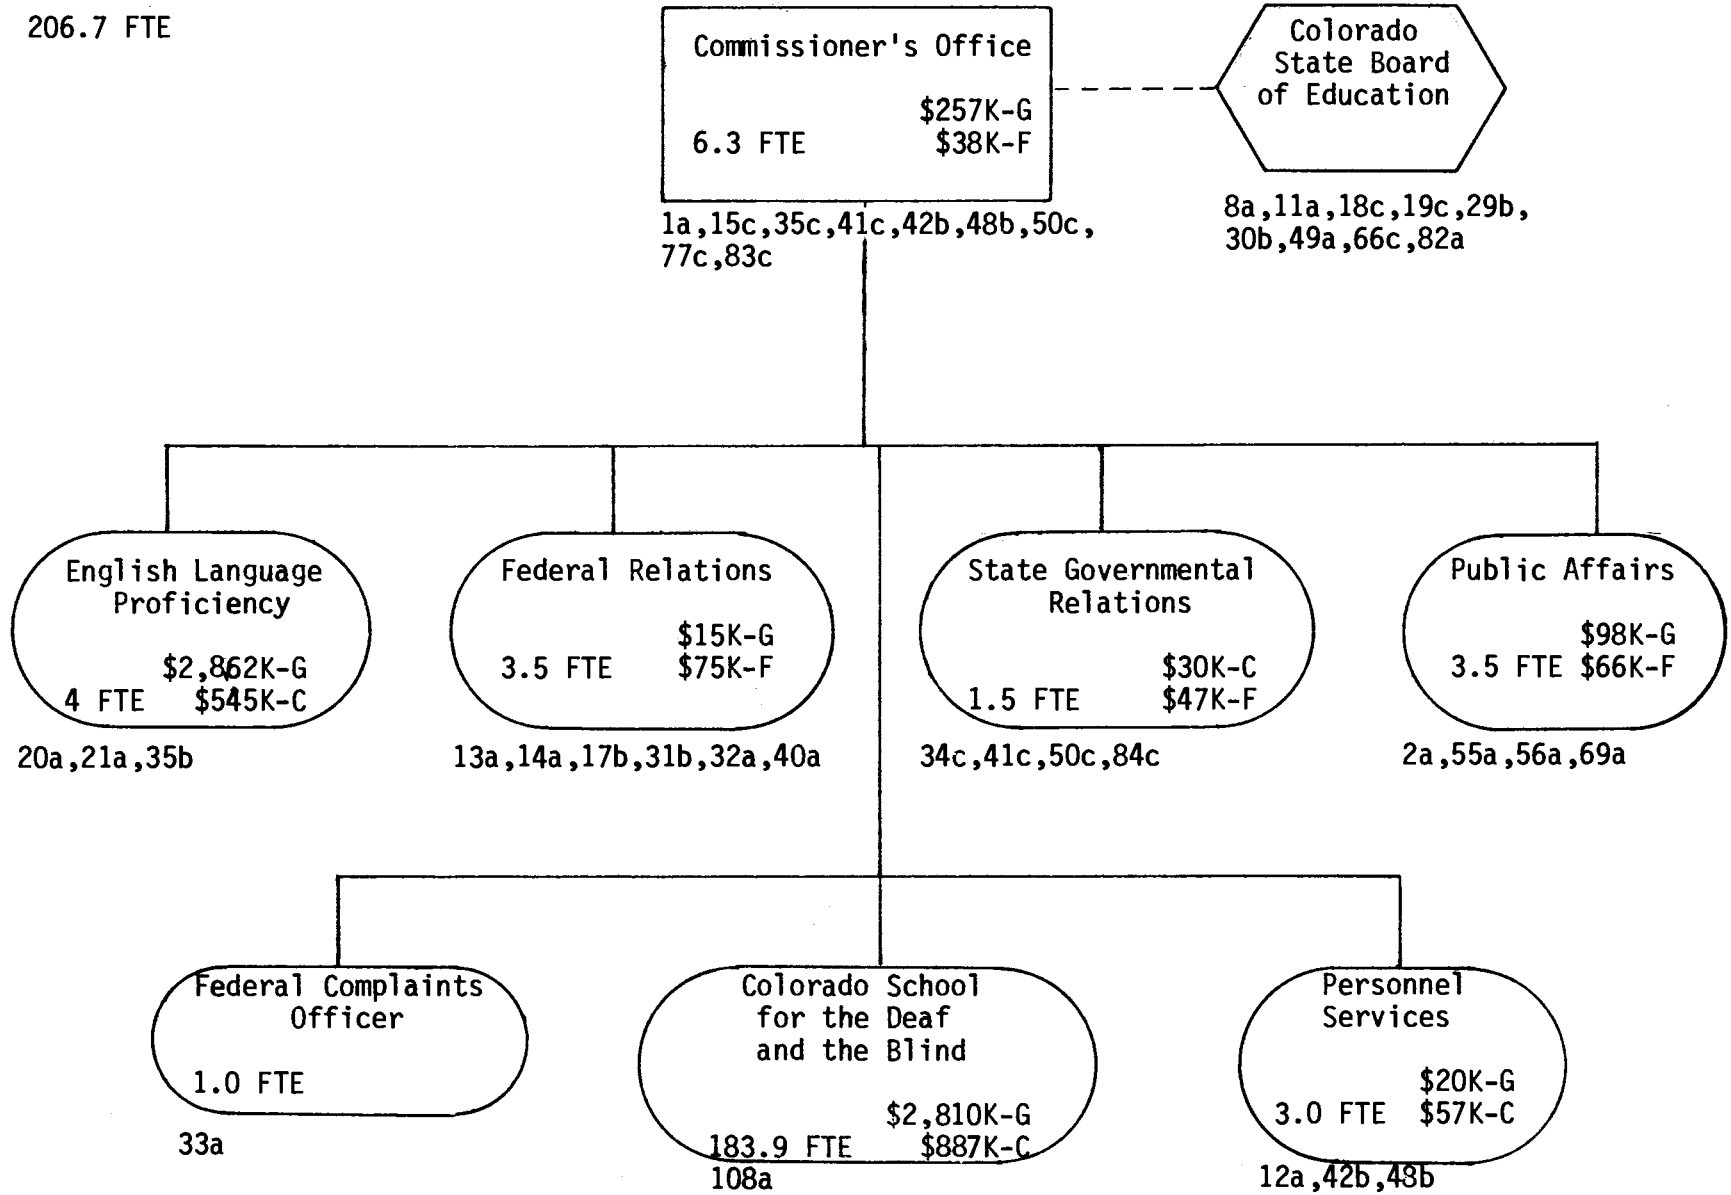 206.7 FTE
Commissioner's Office
$257K-G
6.3 FTE $38K-F
1a,15c,35c,41c,42b,48b,50c,
77c,83c
Colorado
State Board
of Education
8a,11a,18c,19c,29b,
30b,49a,66c,82a
English Language
Proficiency
$2,862K-G
4 FTE $545K-C
20a,21a,35b
Federal Relations
$15K-G
3.5 FTE $75K-F
13a,14a,17b,31b,32a,40a
State Governmental
Relations
$30K-C
1.5 FTE $47K-F
34c,41c,50c,84c
Public Affairs
$98K-G
3.5 FTE $66K-F
2a,55a,56a,69a
Federal Complaints
Officer
1.0 FTE
33a
Colorado School
for the Deaf
and the Blind
$2,810K-G
183.9 FTE $887K-C
108a
Personnel
Services
$20K-G
3.0 FTE $57K-C
12a,42b,48b